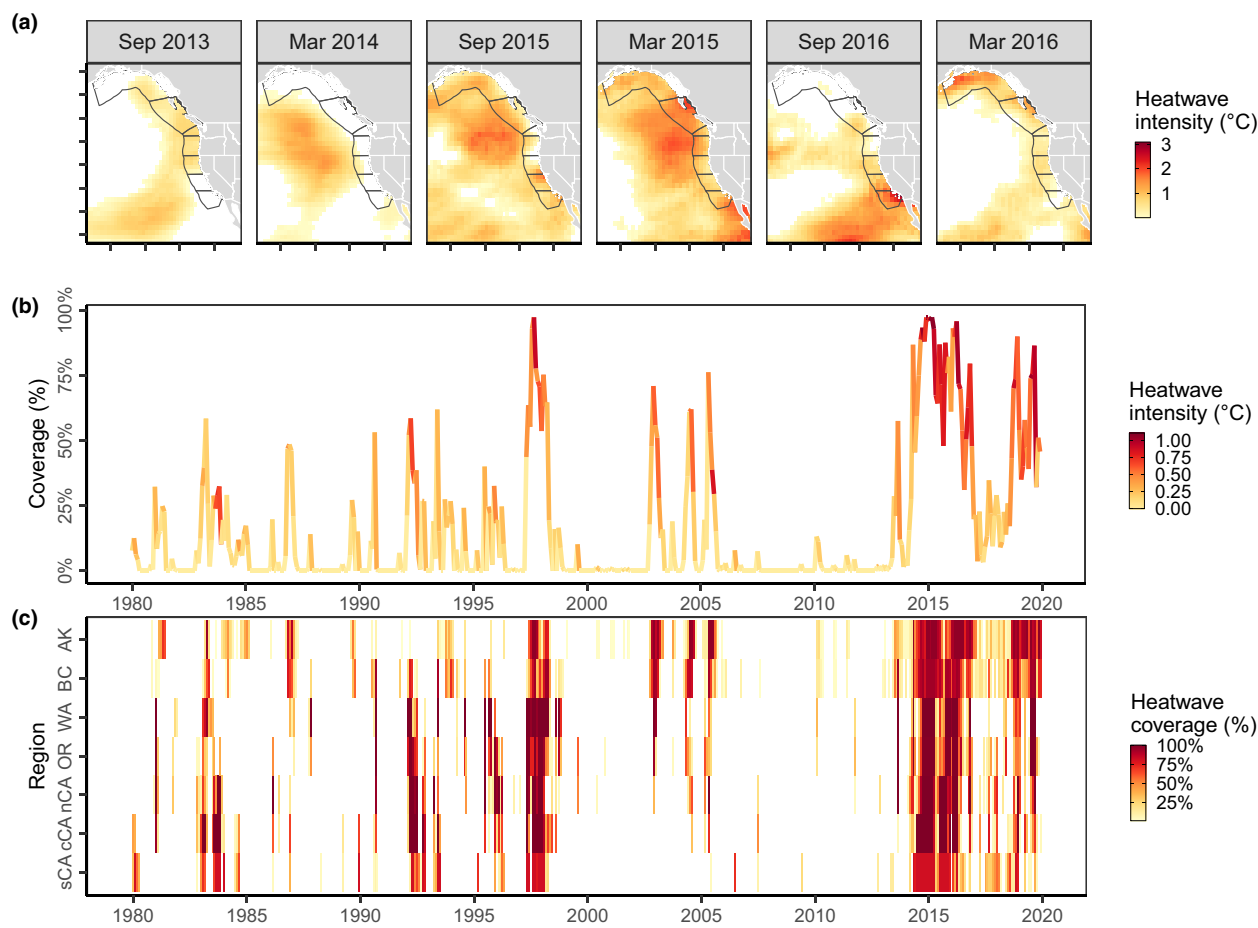 (a)
Sep 2013
Mar 2014
Sep 2015
Mar 2015
Sep 2016
Mar 2016
Heatwave
intensity (°C)
3
2
1
(b)
100%
75%
50%
25%
0%
Coverage (%)
1980
1985
1990
1995
2000
2005
2010
2015
2020
Heatwave
intensity (°C)
1.00
0.75
0.50
0.25
0.00
(c)
AK
BC
WA
OR
nCA
cCA
sCA
Region
1980
1985
1990
1995
2000
2005
2010
2015
2020
Heatwave
coverage (%)
100%
75%
50%
25%